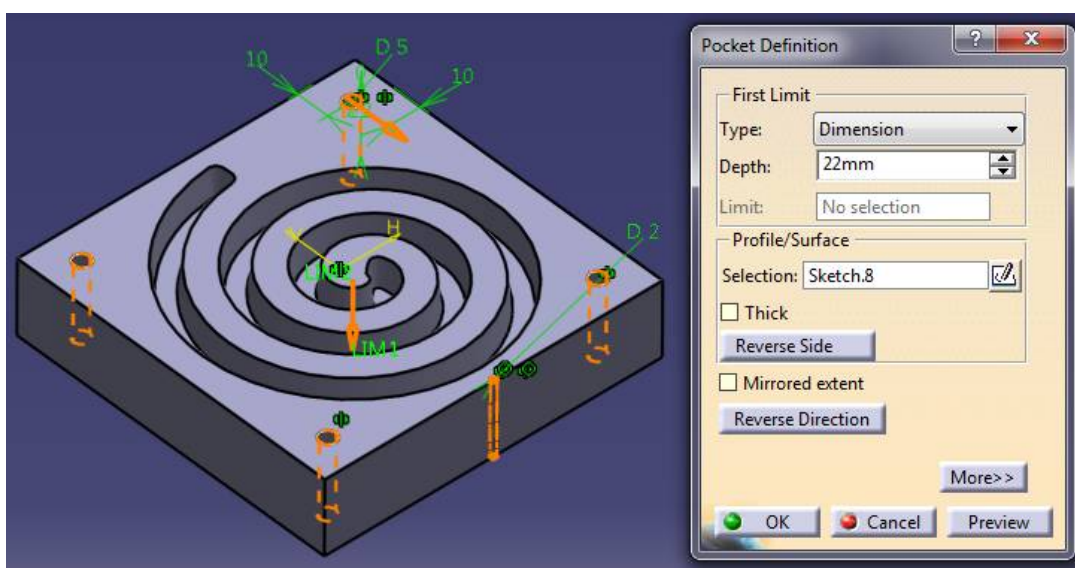 D 5
10
10
H
V
D 2
LIM1
Pocket Definition
?
X
First Limit
Type:
Dimension
Depth:
22mm
Limit:
No selection
Profile/Surface
Selection:
Sketch.8
Thick
Reverse Side
Mirrored extent
Reverse Direction
More>>
OK
Cancel
Preview